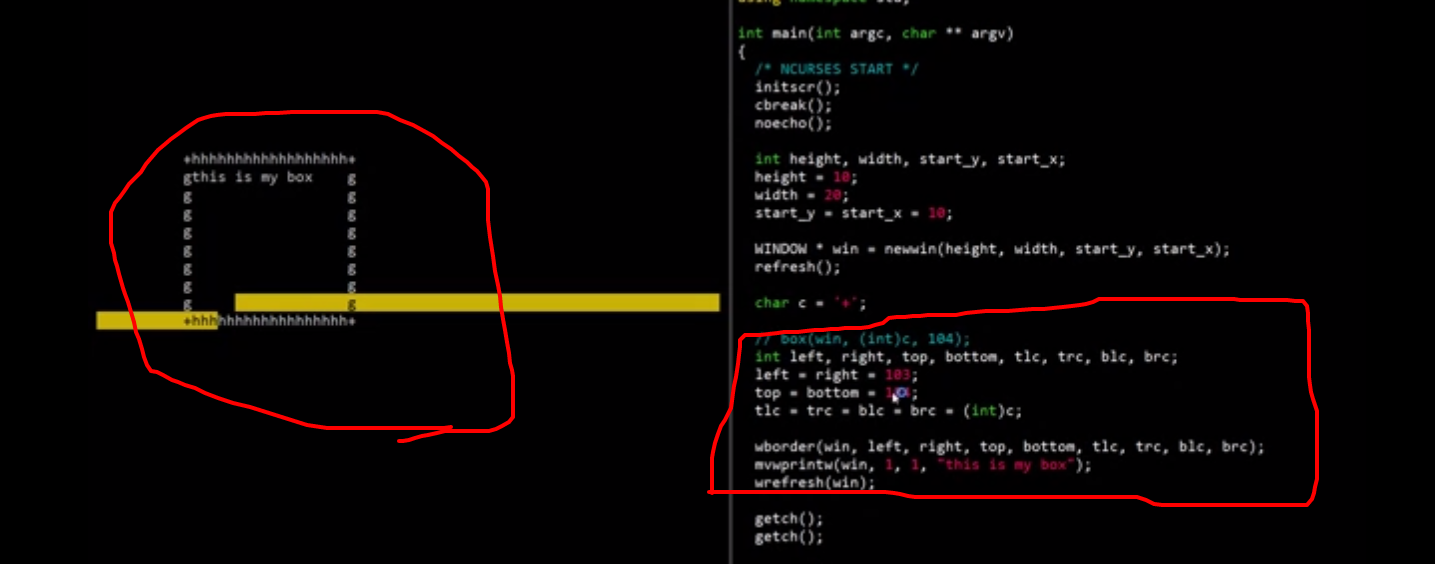 +hhhhhhhhhhhhhhhhhh+
gthis is my box    g
g                  g
g                  g
g                  g
g                  g
g                  g
g                  g
g                  g
+hhhhhhhhhhhhhhhhhh+
using namespace std;
int main(int argc, char ** argv)
{
/* NCURSES START */
initscr();
cbreak();
noecho();
int height, width, start_y, start_x;
height = 10;
width = 20;
start_y = start_x = 10;
WINDOW * win = newwin(height, width, start_y, start_x);
refresh();
char c = '+';
// box(win, (int)c, 104);
int left, right, top, bottom, tlc, trc, blc, brc;
left = right = 103;
top = bottom =
tlc = trc = blc = brc = (int)c;
wborder(win, left, right, top, bottom, tlc, trc, blc, brc);
mvwprintw(win, 1, 1, "this is my box");
wrefresh(win);
getch();
getch();